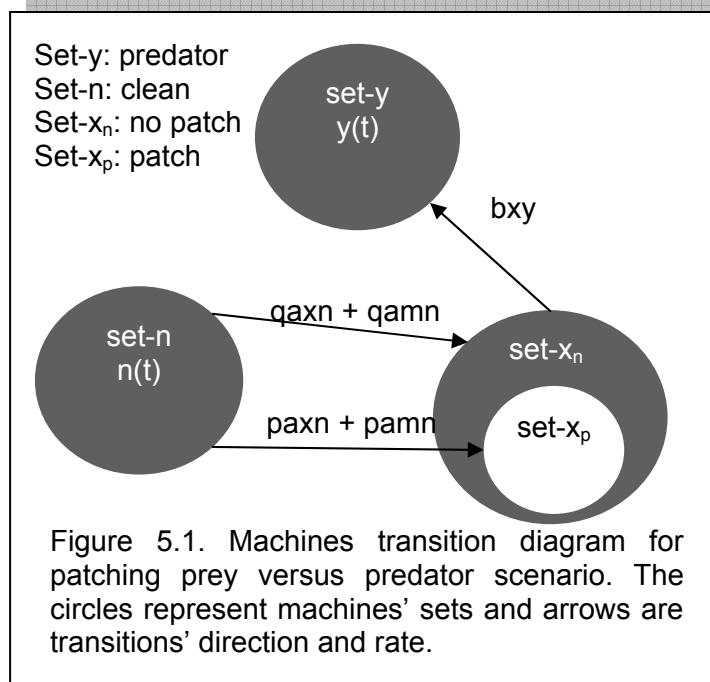 Set-y: predator
Set-n: clean
Set-xₙ: no patch
Set-xₚ: patch
set-y
y(t)
bxy
qaxn + qamn
set-n
n(t)
set-xₙ
paxn + pamn
set-xₚ
Figure 5.1. Machines transition diagram for
patching prey versus predator scenario. The
circles represent machines’ sets and arrows are
transitions’ direction and rate.